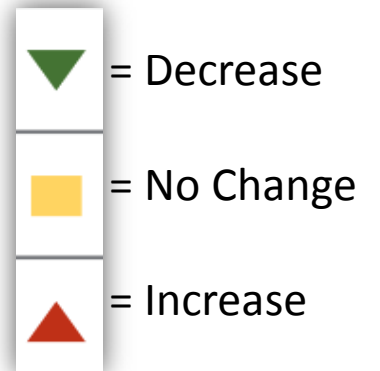 = Decrease
= No Change
= Increase